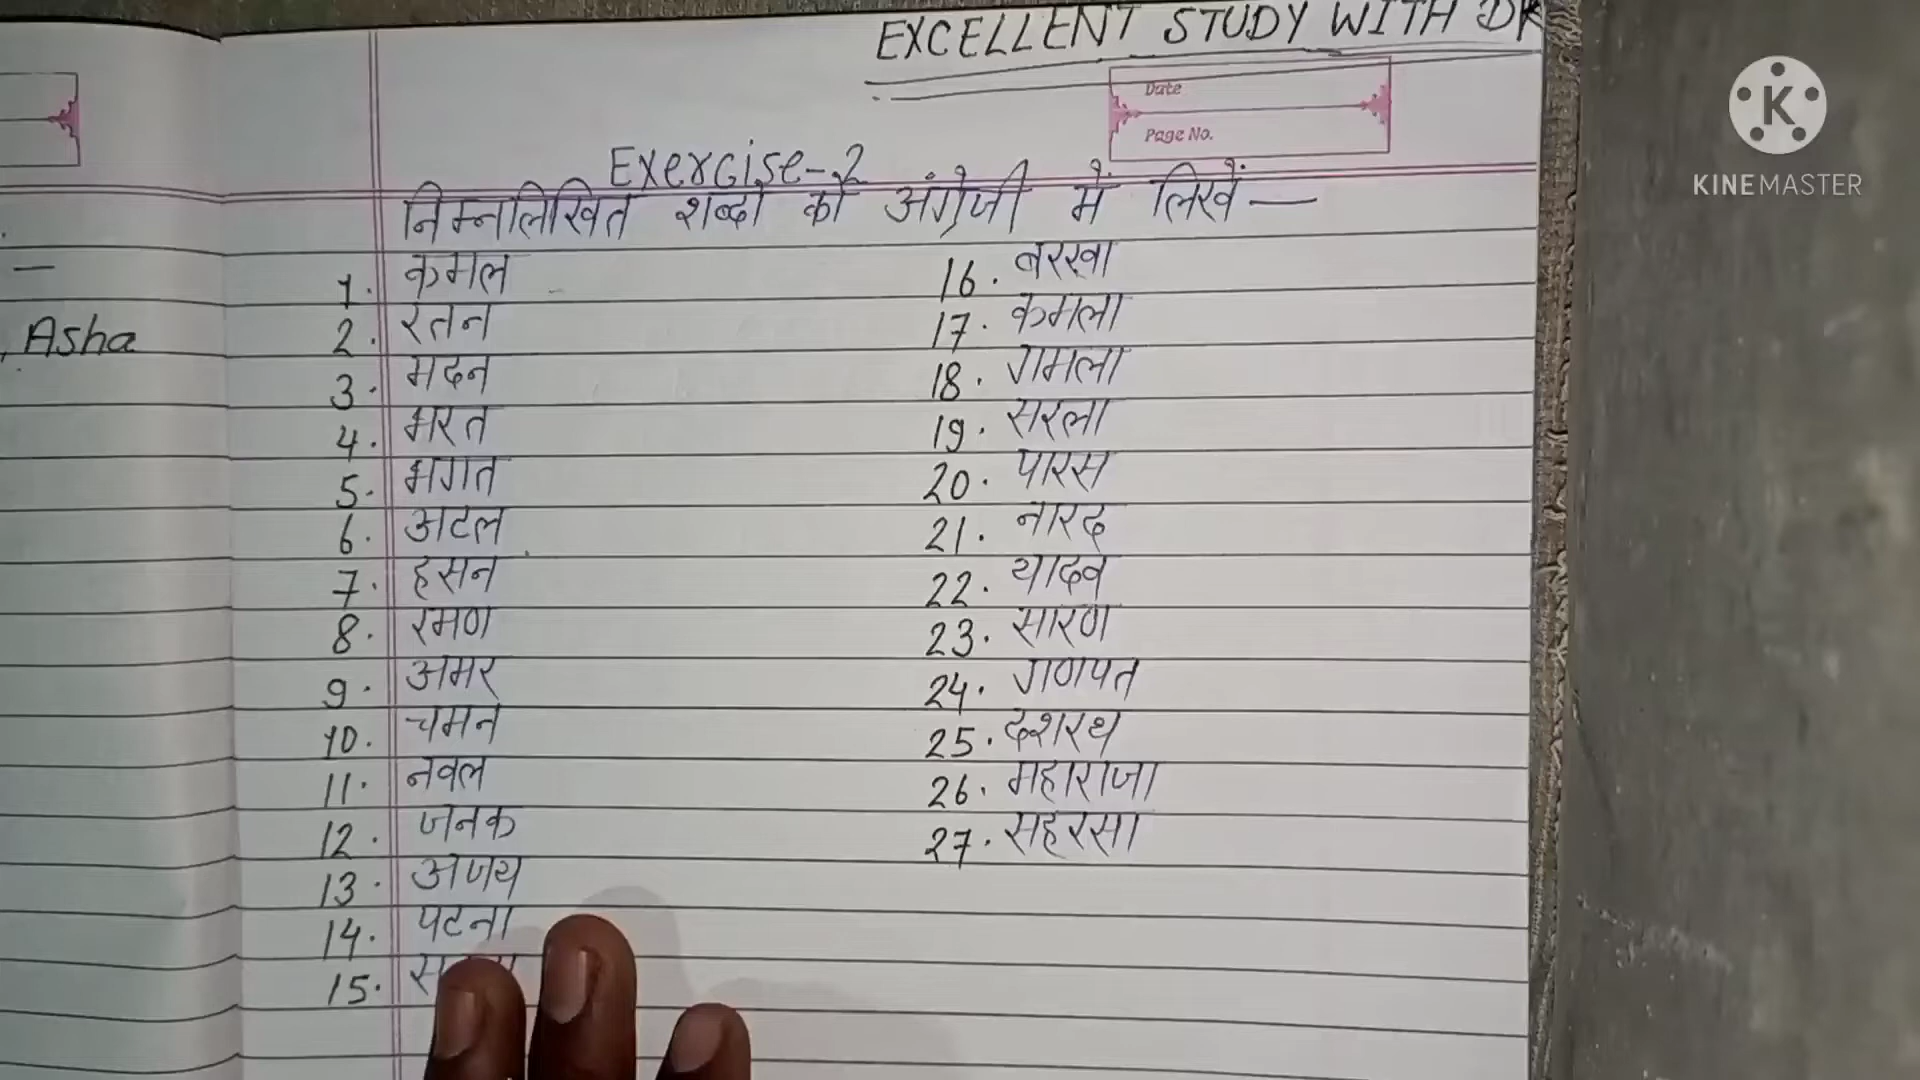 EXCELLENT STUDY WITH DK
Date
Page No.
KINEMASTER
Exercise-2
निम्नलिखित शब्दों को अंग्रेजी में लिखें —
1. कमल
2. रतन
3. मदन
4. भरत
5. भगत
6. अटल
7. हसन
8. रमण
9. अमर
10. चमन
11. नवल
12. जनक
13. अजय
14. पटना
15.
16. बरखा
17. कमला
18. गमला
19. सरला
20. पारस
21. नारद
22. यादव
23. सारण
24. गणपत
25. दशरथ
26. महाराजा
27. सहरसा
, Asha